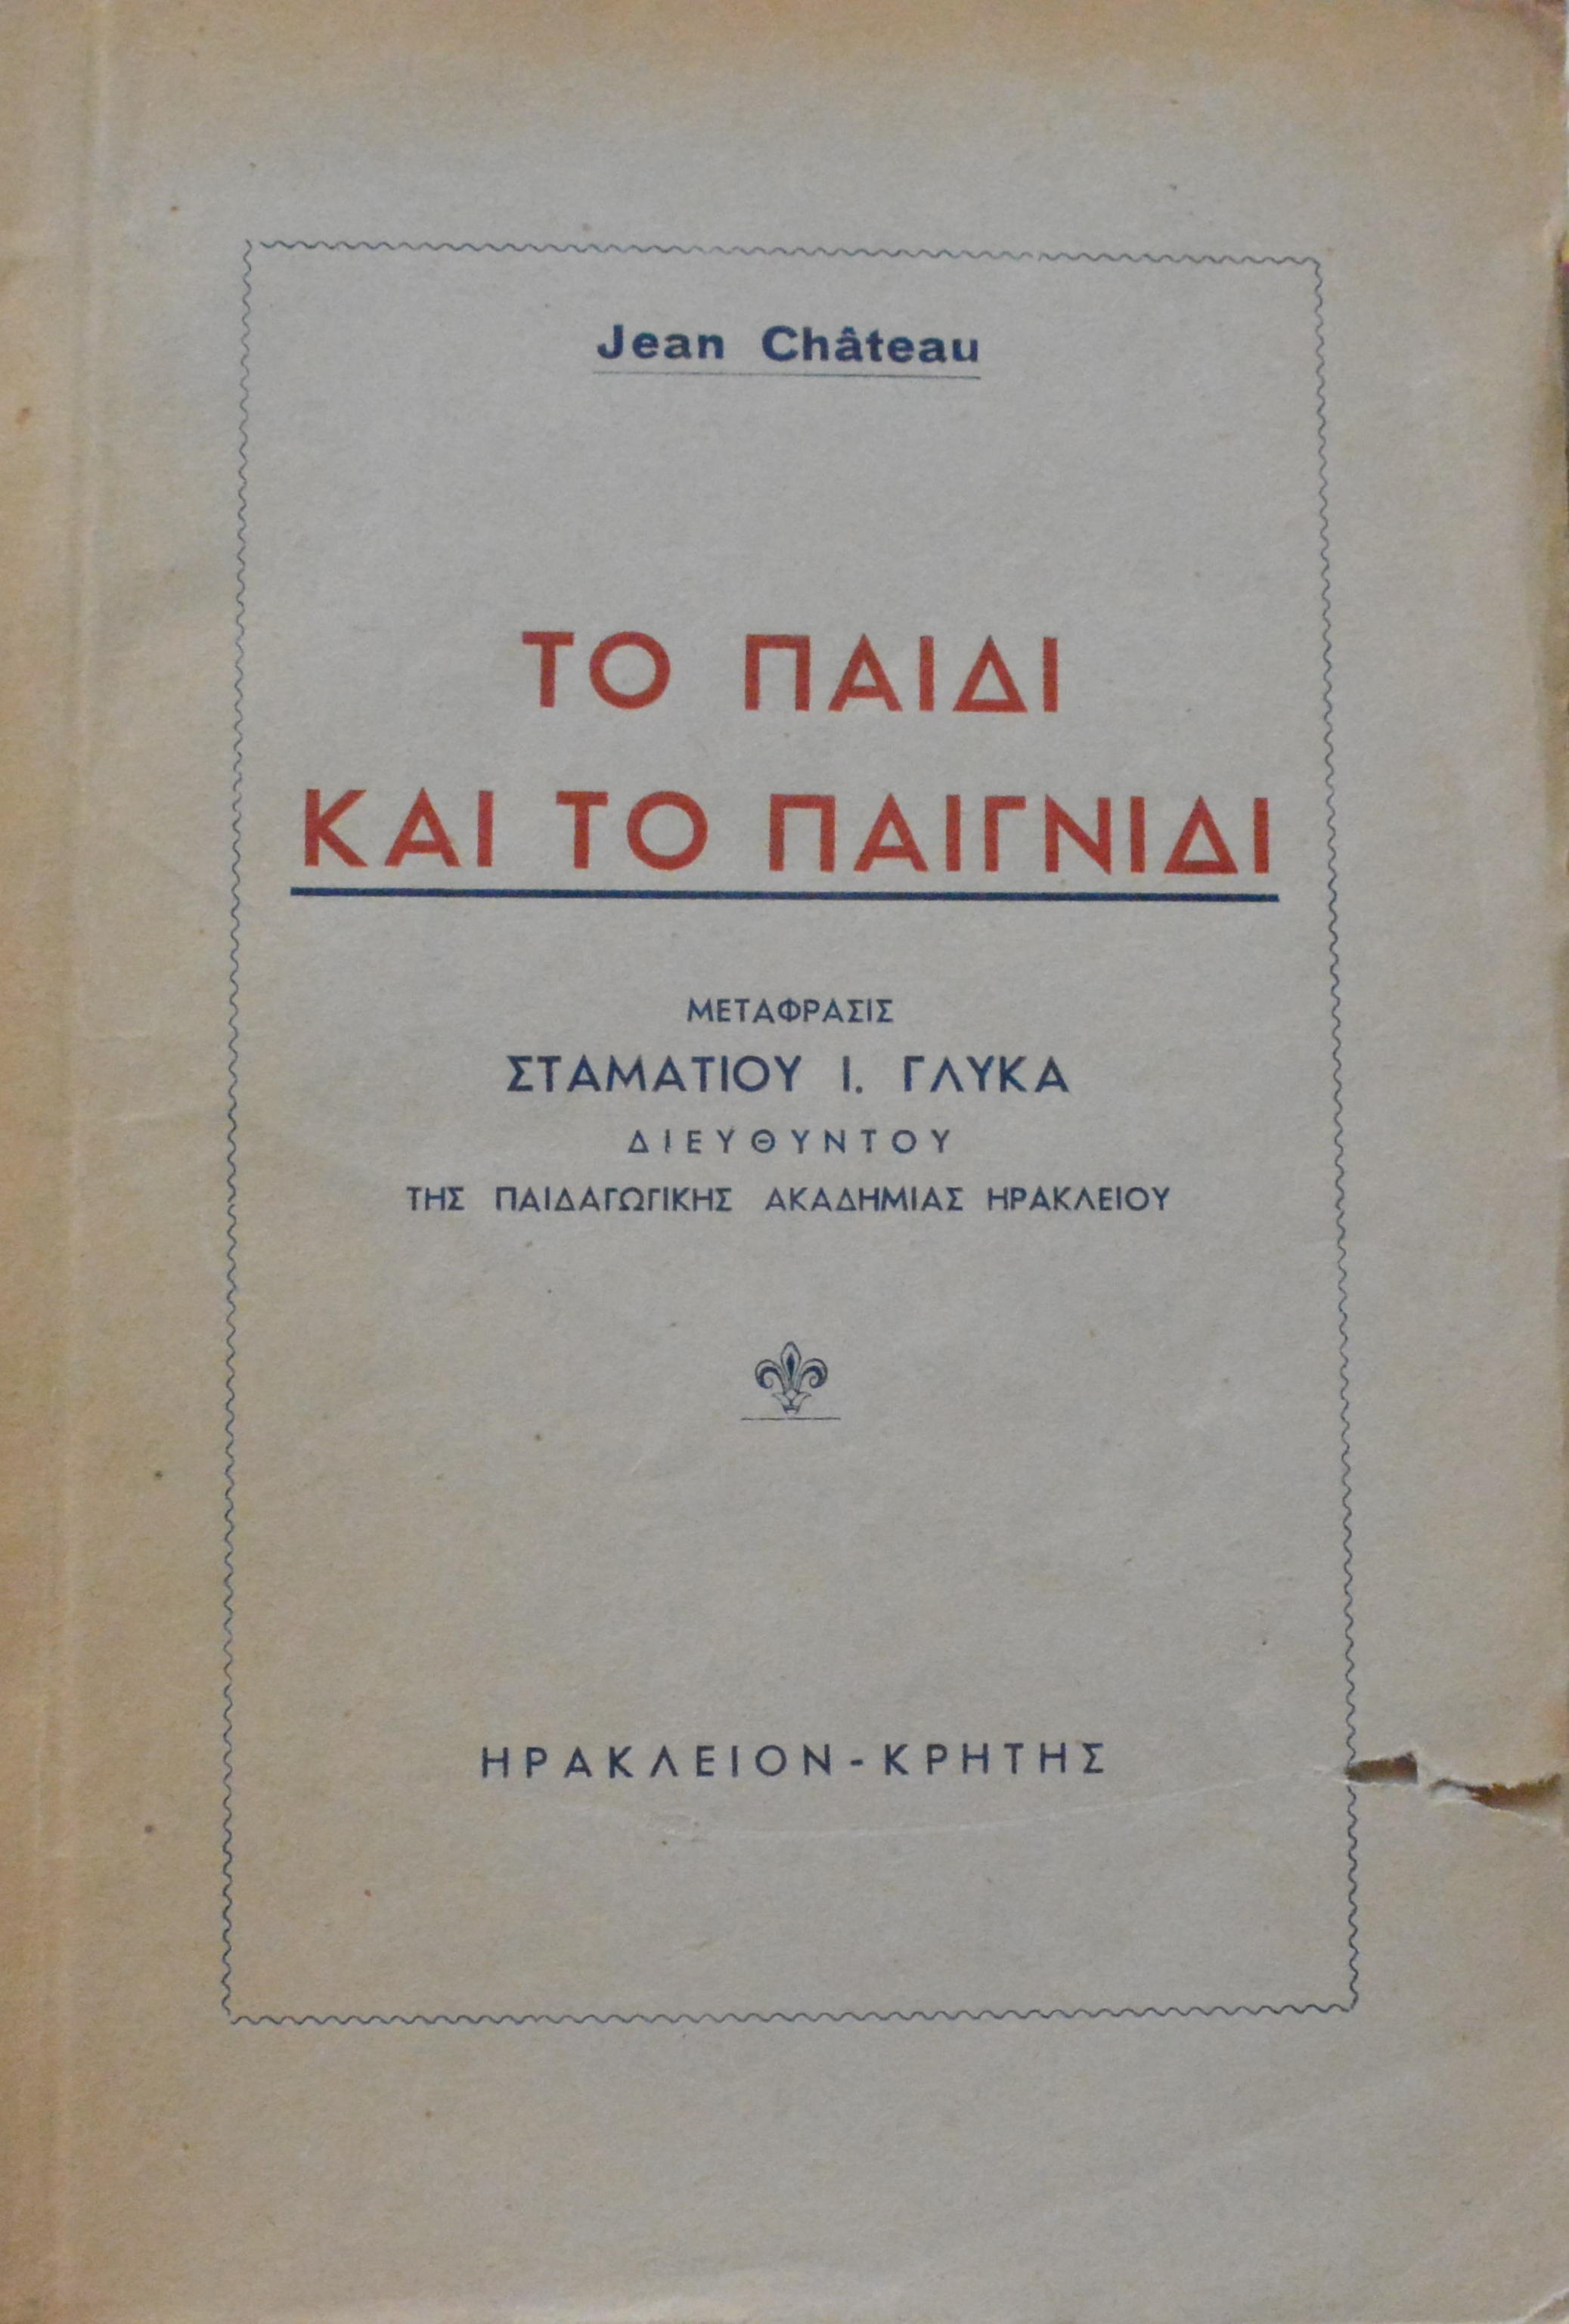 Jean Château
ΤΟ ΠΑΙΔΙ
ΚΑΙ ΤΟ ΠΑΙΓΝΙΔΙ
ΜΕΤΑΦΡΑΣΙΣ
ΣΤΑΜΑΤΙΟΥ Ι. ΓΛΥΚΑ
ΔΙΕΥΘΥΝΤΟΥ
ΤΗΣ ΠΑΙΔΑΓΩΓΙΚΗΣ ΑΚΑΔΗΜΙΑΣ ΗΡΑΚΛΕΙΟΥ
ΗΡΑΚΛΕΙΟΝ-ΚΡΗΤΗΣ